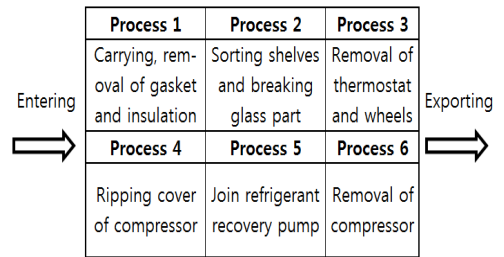 Process 1
Process 2
Process 3
Carrying, rem-
oval of gasket
and insulation
Sorting shelves
and breaking
glass part
Removal of
thermostat
and wheels
Entering
Exporting
Process 4
Process 5
Process 6
Ripping cover
of compressor
Join refrigerant
recovery pump
Removal of
compressor